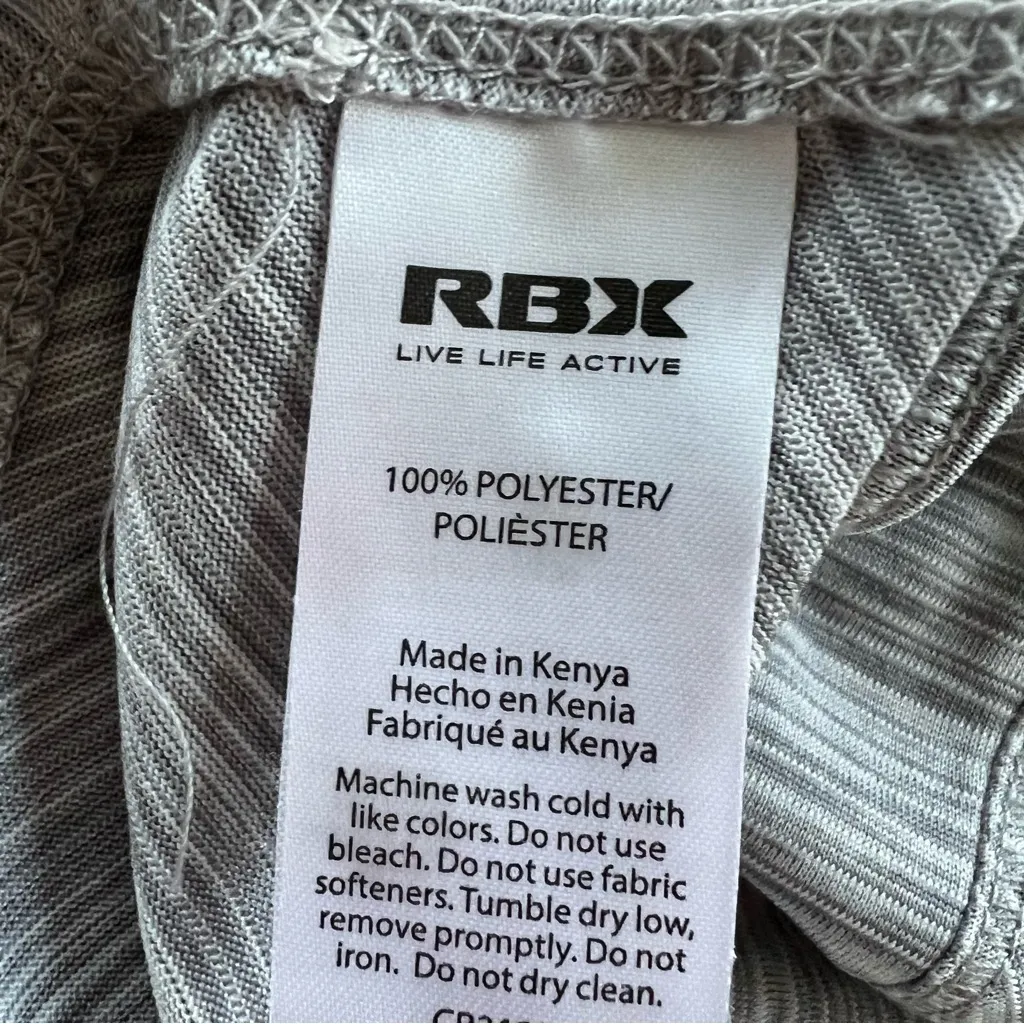 RBX
LIVE LIFE ACTIVE
100% POLYESTER/
POLIÈSTER
Made in Kenya
Hecho en Kenia
Fabriqué au Kenya
Machine wash cold with
like colors. Do not use
bleach. Do not use fabric
softeners. Tumble dry low,
remove promptly. Do not
iron. Do not dry clean.